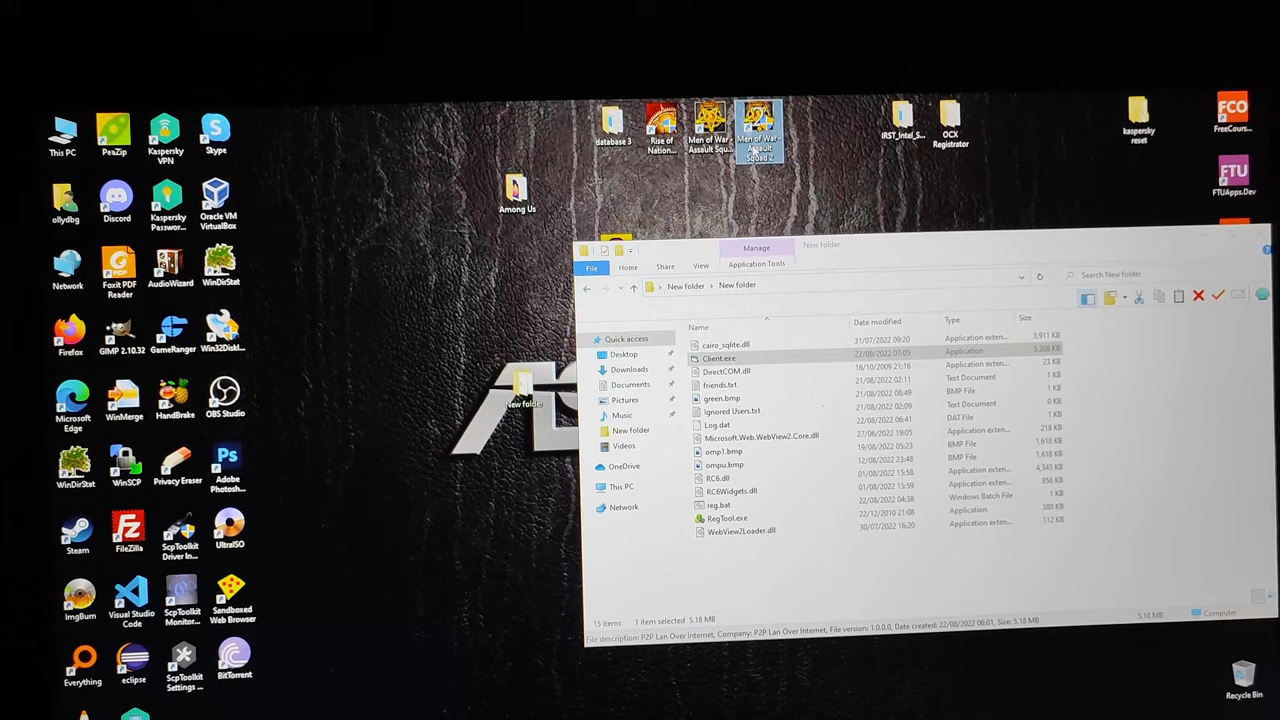 This PC
PeaZip
Kaspersky
VPN
Skype
ollydbg
Discord
Kaspersky
Passwor...
Oracle VM
VirtualBox
Network
Foxit PDF
Reader
AudioWizard
WinDirStat
Firefox
GIMP 2.10.32
GameRanger
Win32Diskl...
Microsoft
Edge
WinMerge
HandBrake
OBS Studio
WinDirStat
WinSCP
Privacy Eraser
Ps
Adobe
Photosh...
Steam
FileZilla
ScpToolkit
Driver In...
UltraISO
ImgBurn
Visual Studio
Code
ScpToolkit
Monitor...
Sandboxed
Web Browser
Everything
eclipse
ScpToolkit
Settings ...
BitTorrent
Among Us
New folder
database 3
Rise of
Nation...
Men of War -
Assault Squ...
Men of War -
Assault
Squad 2
IRST_Intel_S...
OCX
Registrator
kaspersky
reset
FCO
FreeCours...
FTU
FTUApps.Dev
Recycle Bin
Manage
New folder
File
Home
Share
View
Application Tools
New folder > New folder
Search New folder
Name
Date modified
Type
Size
Quick access
Desktop
Downloads
Documents
Pictures
Music
New folder
Videos
OneDrive
This PC
Network
cairo_sqlite.dll 31/07/2022 09:20 Application exten... 3,911 KB
Client.exe 22/08/2022 07:05 Application 5,308 KB
DirectCOM.dll 16/10/2009 21:16 Application exten... 23 KB
friends.txt 21/08/2022 02:11 Text Document 1 KB
green.bmp 21/08/2022 08:49 BMP File 1 KB
Ignored Users.txt 21/08/2022 02:09 Text Document 0 KB
Log.dat 22/08/2022 06:41 DAT File 1 KB
Microsoft.Web.WebView2.Core.dll 27/06/2022 19:05 Application exten... 218 KB
omp1.bmp 19/08/2022 05:23 BMP File 1,618 KB
ompu.bmp 12/08/2022 23:48 BMP File 1,618 KB
RC6.dll 01/08/2022 15:58 Application exten... 4,343 KB
RC6Widgets.dll 01/08/2022 15:59 Application exten... 856 KB
reg.bat 22/08/2022 04:38 Windows Batch File 1 KB
RegTool.exe 22/12/2010 21:08 Application 388 KB
WebView2Loader.dll 30/07/2022 16:20 Application exten... 112 KB
15 items 1 item selected 5.18 MB
5.18 MB
Computer
File description: P2P Lan Over Internet, Company: P2P Lan Over Internet, File version: 1.0.0.0, Date created: 22/08/2022 06:01, Size: 5.18 MB